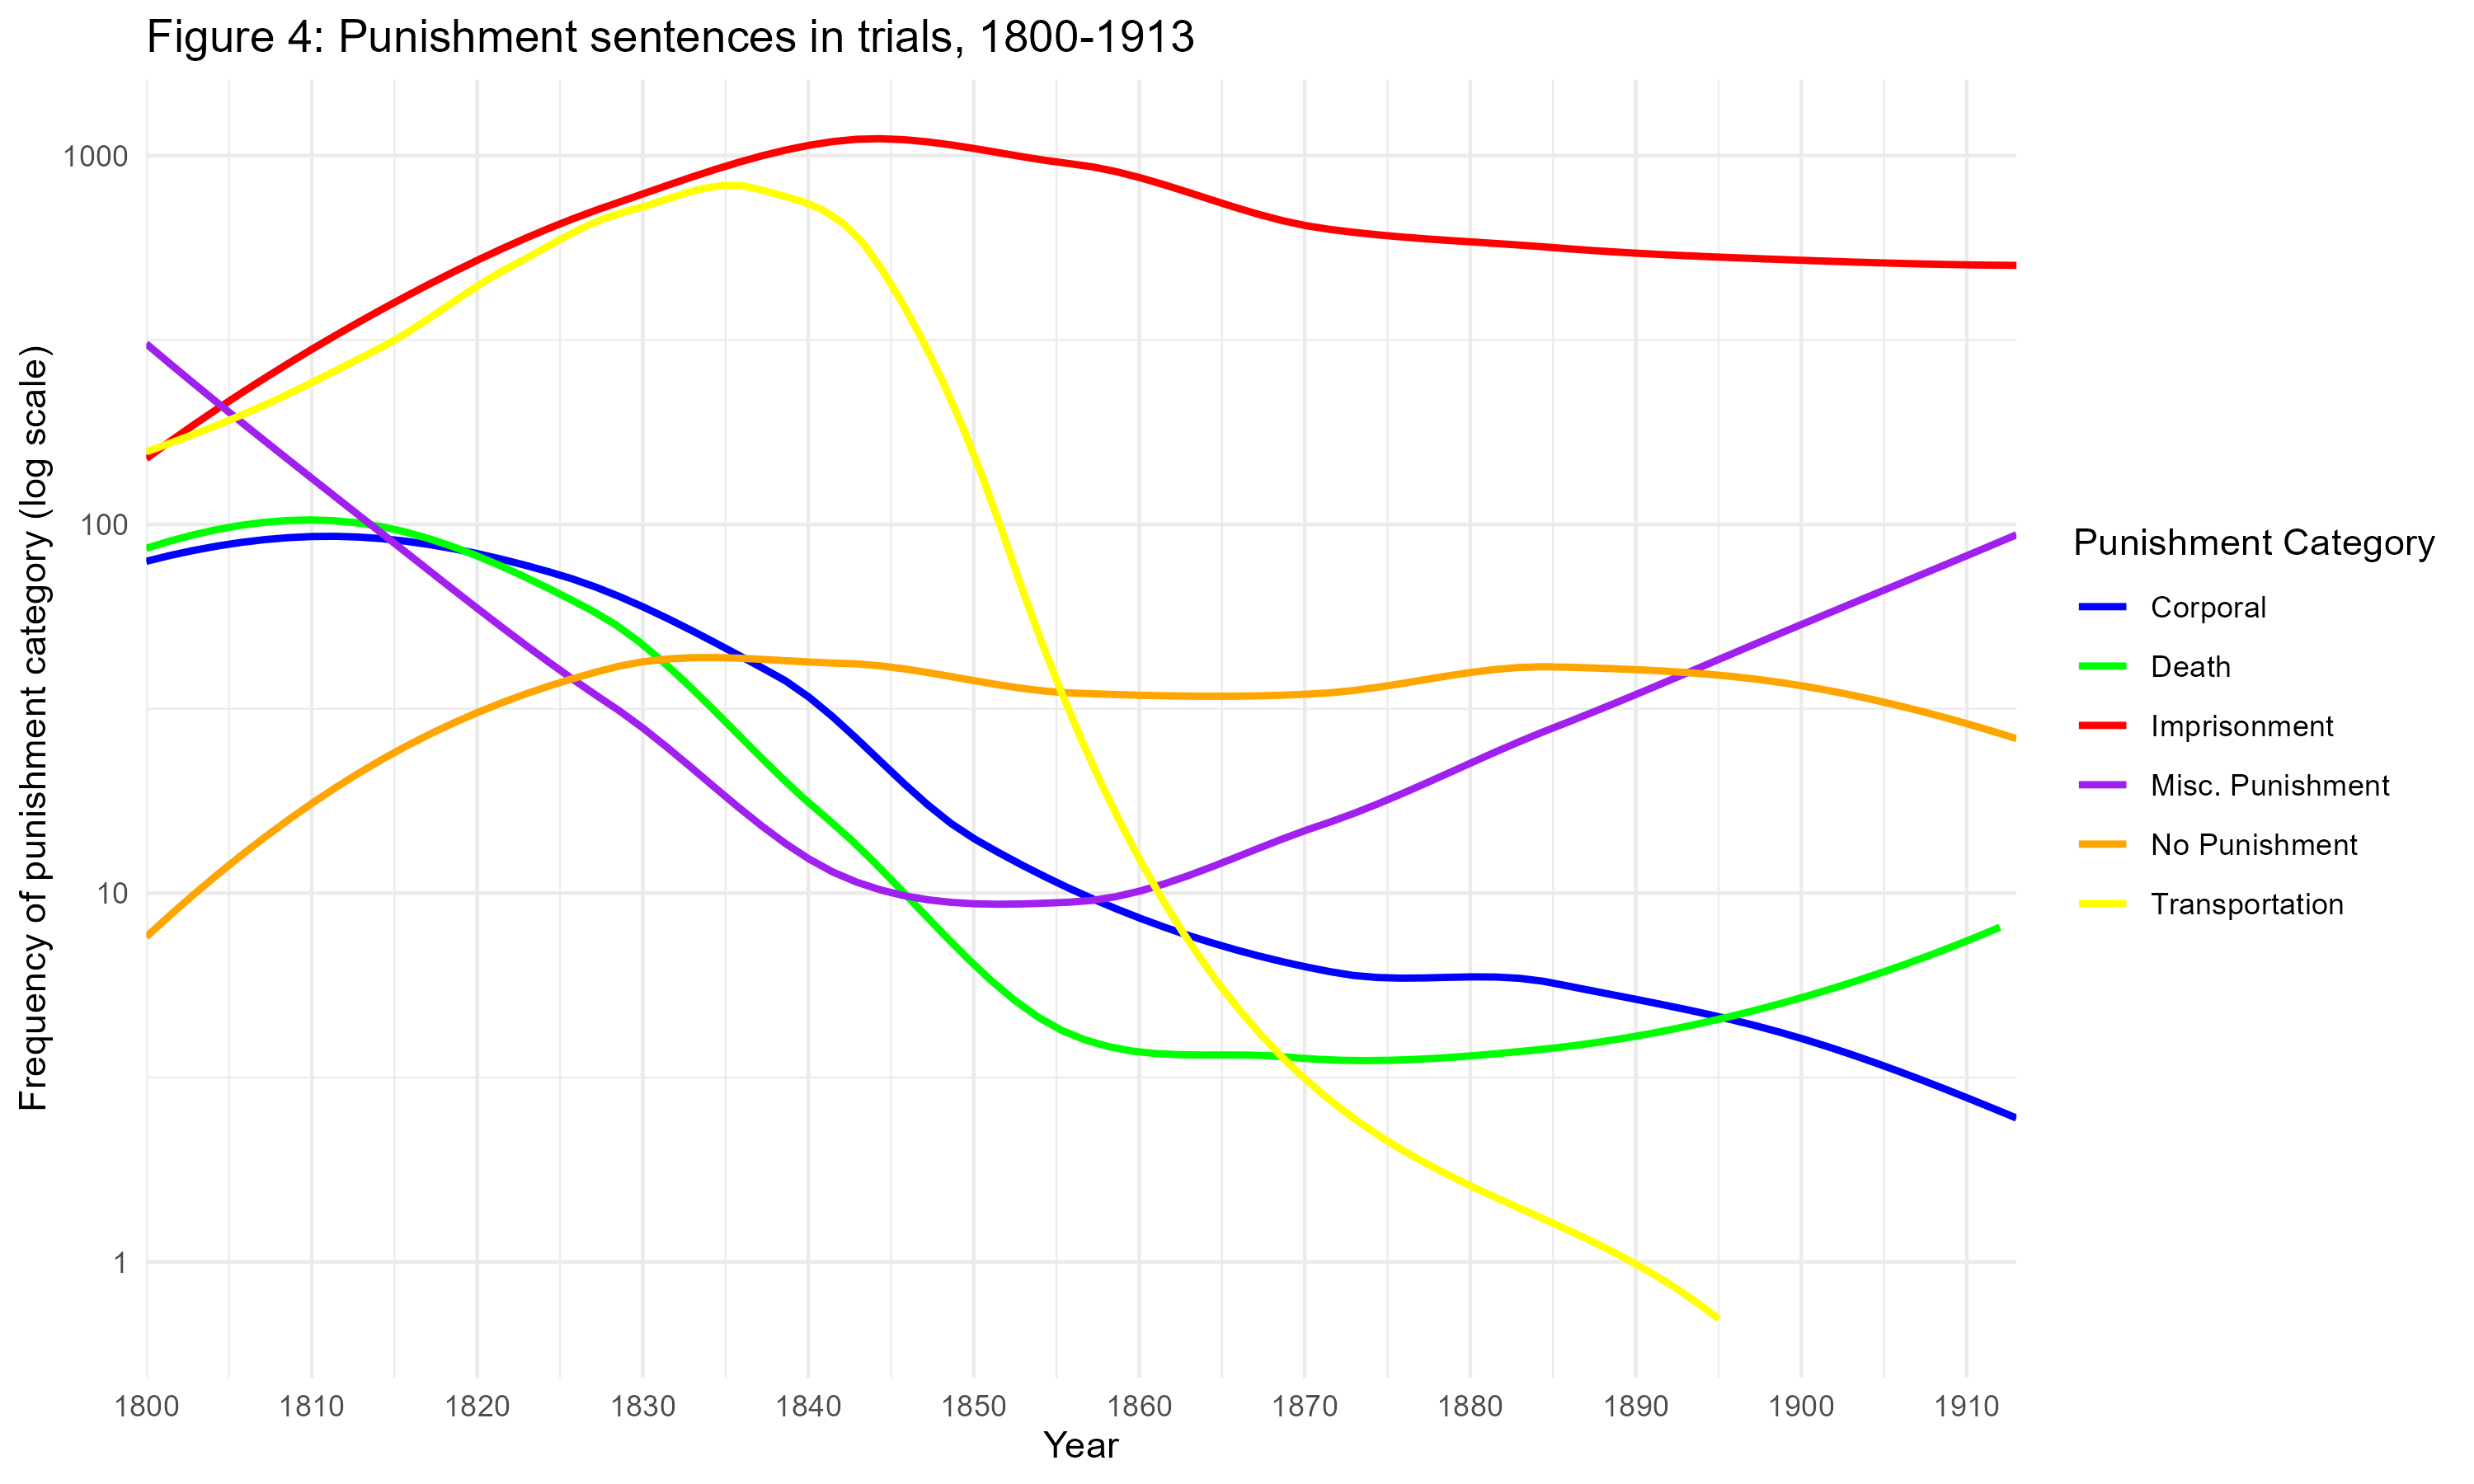 Figure 4: Punishment sentences in trials, 1800-1913
Frequency of punishment category (log scale)
1000
100
10
1
1800 1810 1820 1830 1840 1850 1860 1870 1880 1890 1900 1910
Year
Punishment Category
Corporal
Death
Imprisonment
Misc. Punishment
No Punishment
Transportation